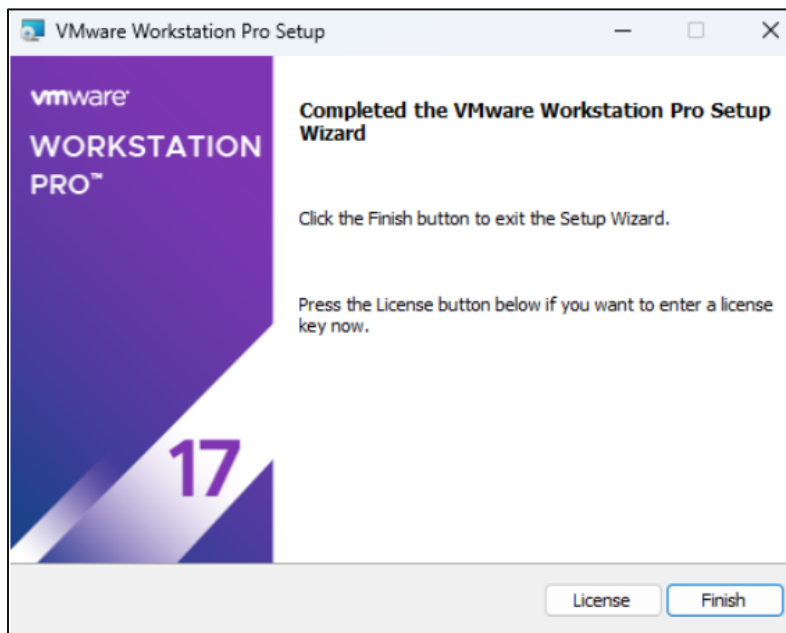 VMware Workstation Pro Setup
vmware®
WORKSTATION
PRO™
17
Completed the VMware Workstation Pro Setup
Wizard
Click the Finish button to exit the Setup Wizard.
Press the License button below if you want to enter a license
key now.
License
Finish